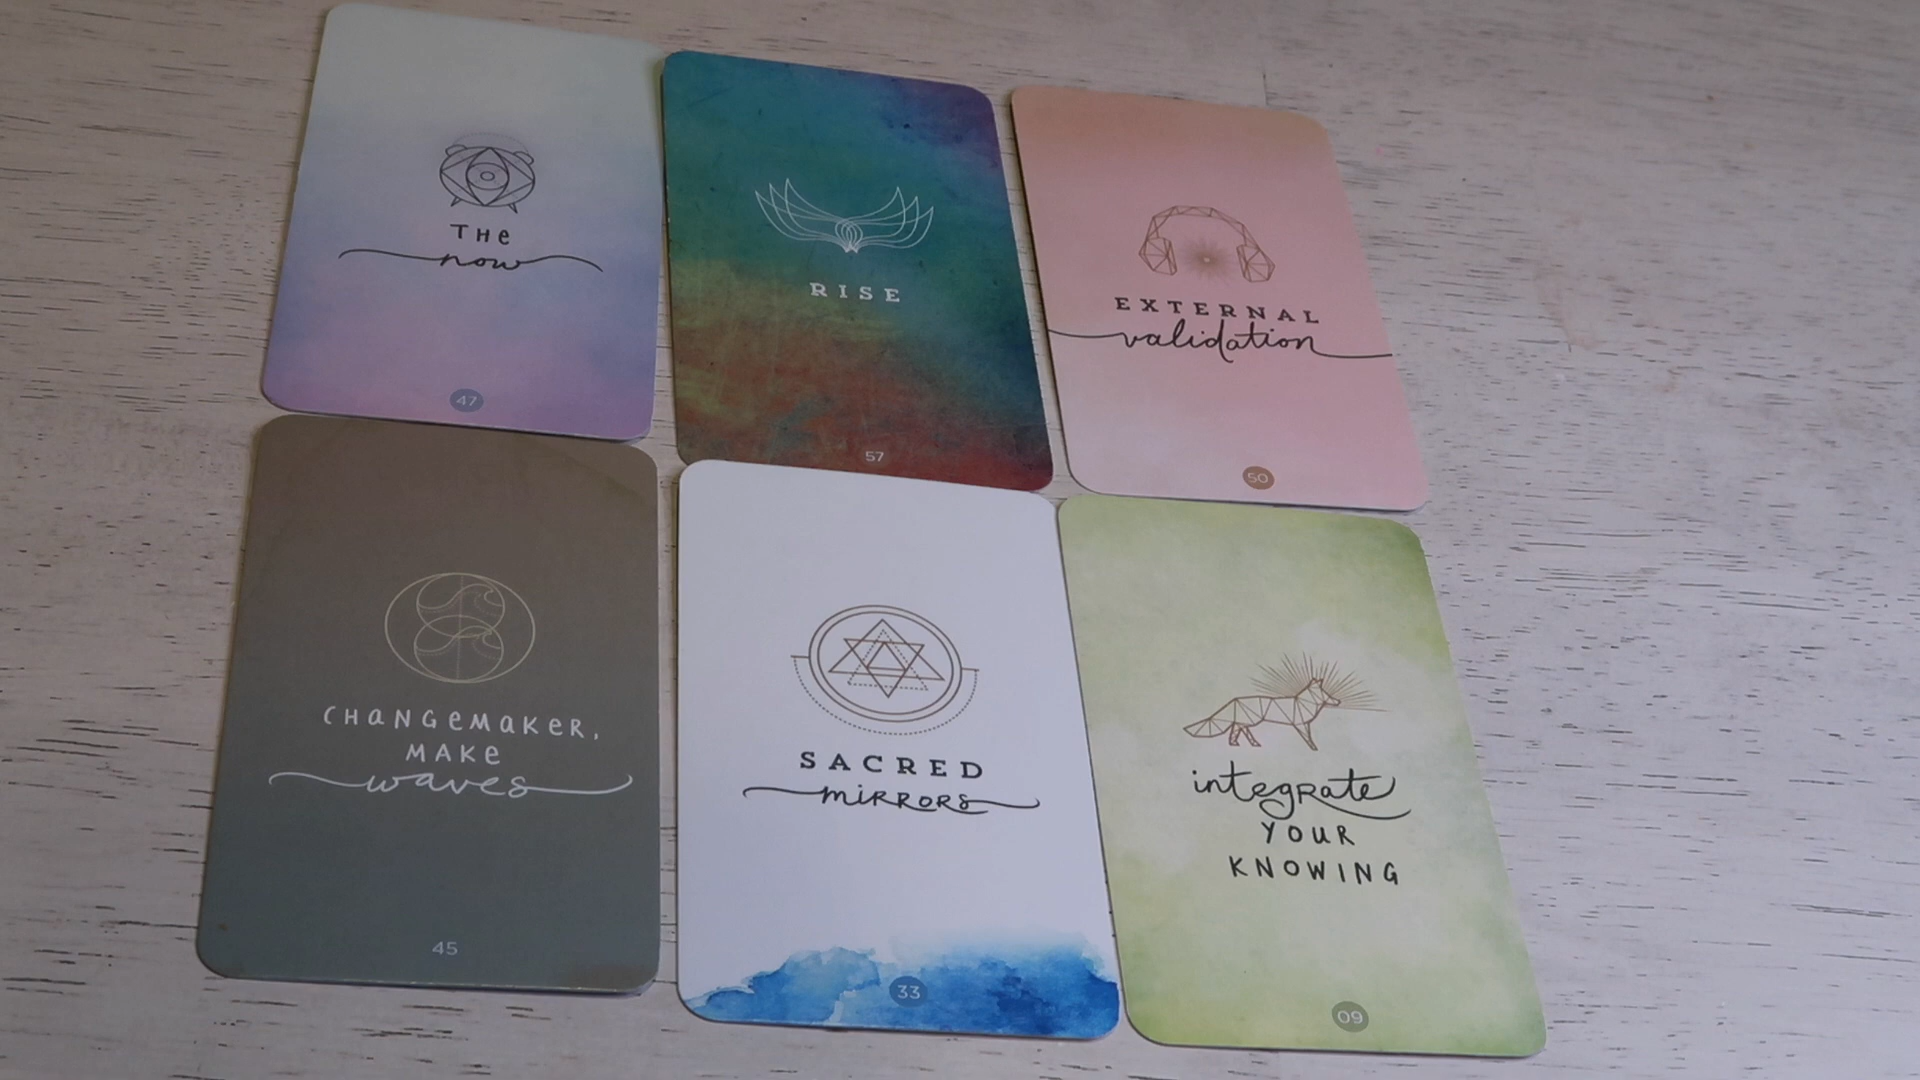 THe
now
47
RISE
57
EXTERNAL
validation
50
CHaNGeMaKeR,
MAKe
waves
45
SACRED
miRRORs
33
integRate
YOUR
KNOWING
09